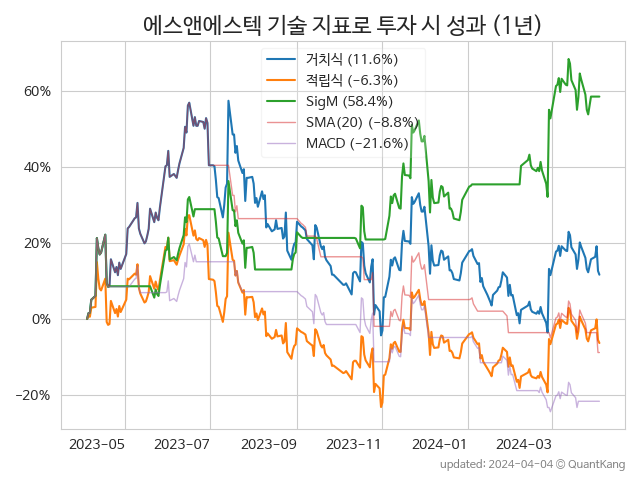 에스앤에스텍 기술 지표로 투자 시 성과 (1년)
거치식 (11.6%)
적립식 (−6.3%)
SigM (58.4%)
SMA(20) (−8.8%)
MACD (−21.6%)
60%
40%
20%
0%
−20%
2023-05 2023-07 2023-09 2023-11 2024-01 2024-03
updated: 2024-04-04 © QuantKang